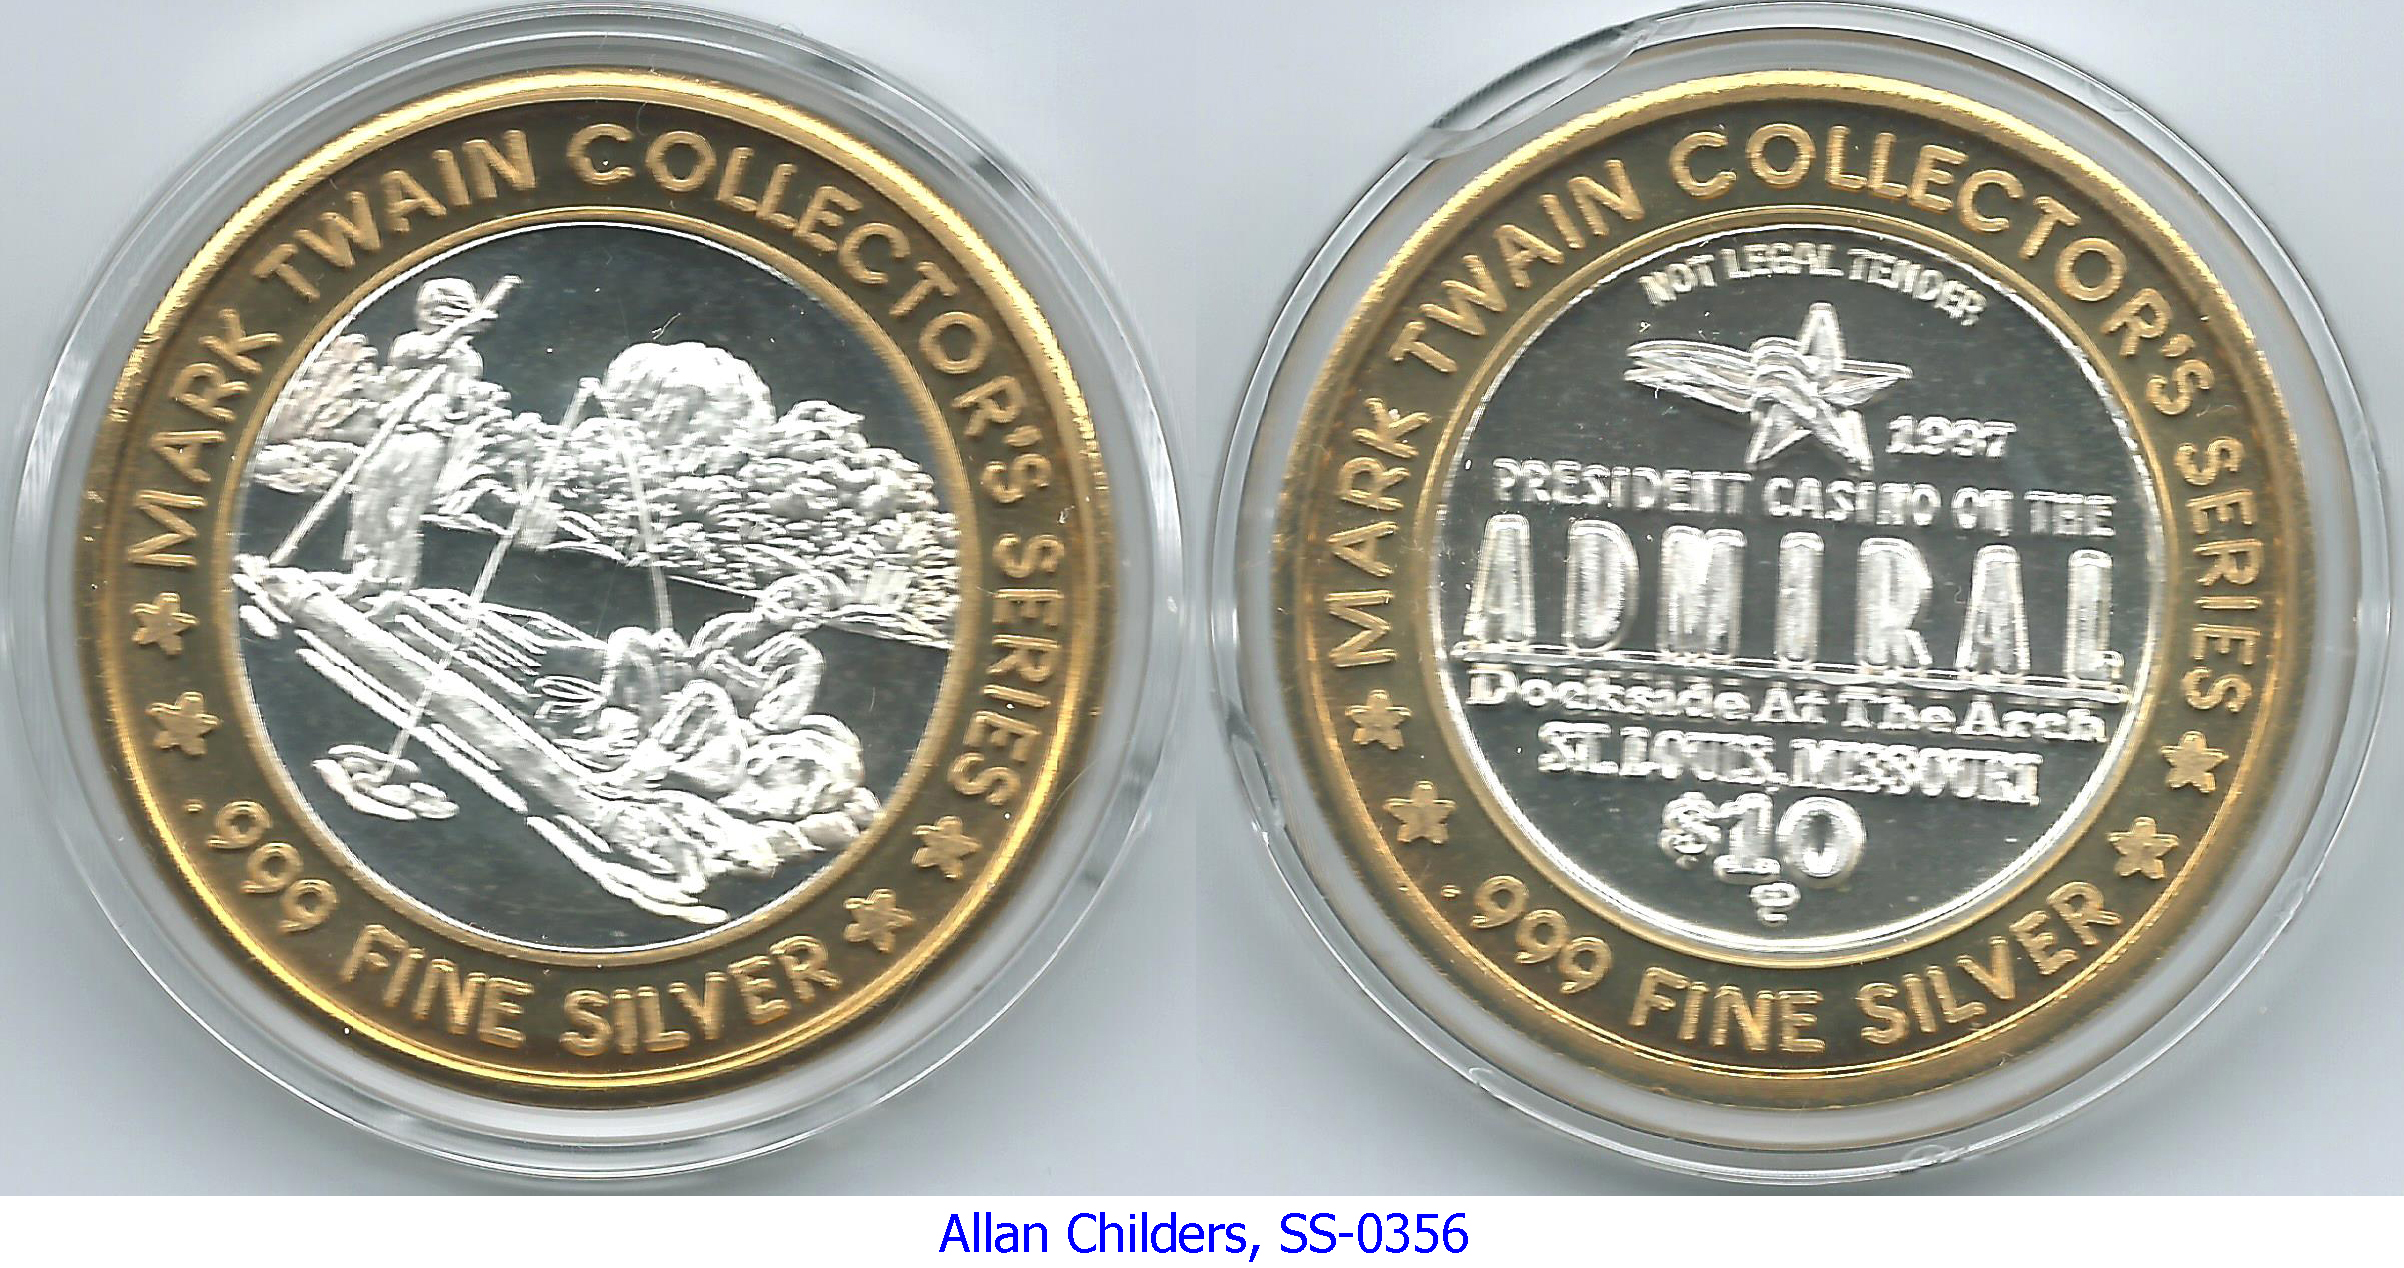 MARK TWAIN COLLECTOR'S SERIES
.999 FINE SILVER
MARK TWAIN COLLECTOR'S SERIES
NOT LEGAL TENDER
1997
PRESIDENT CASINO ON THE
ADMIRAL
Dockside At The Arch
ST. LOUIS, MISSOURI
$10
.999 FINE SILVER
Allan Childers, SS-0356